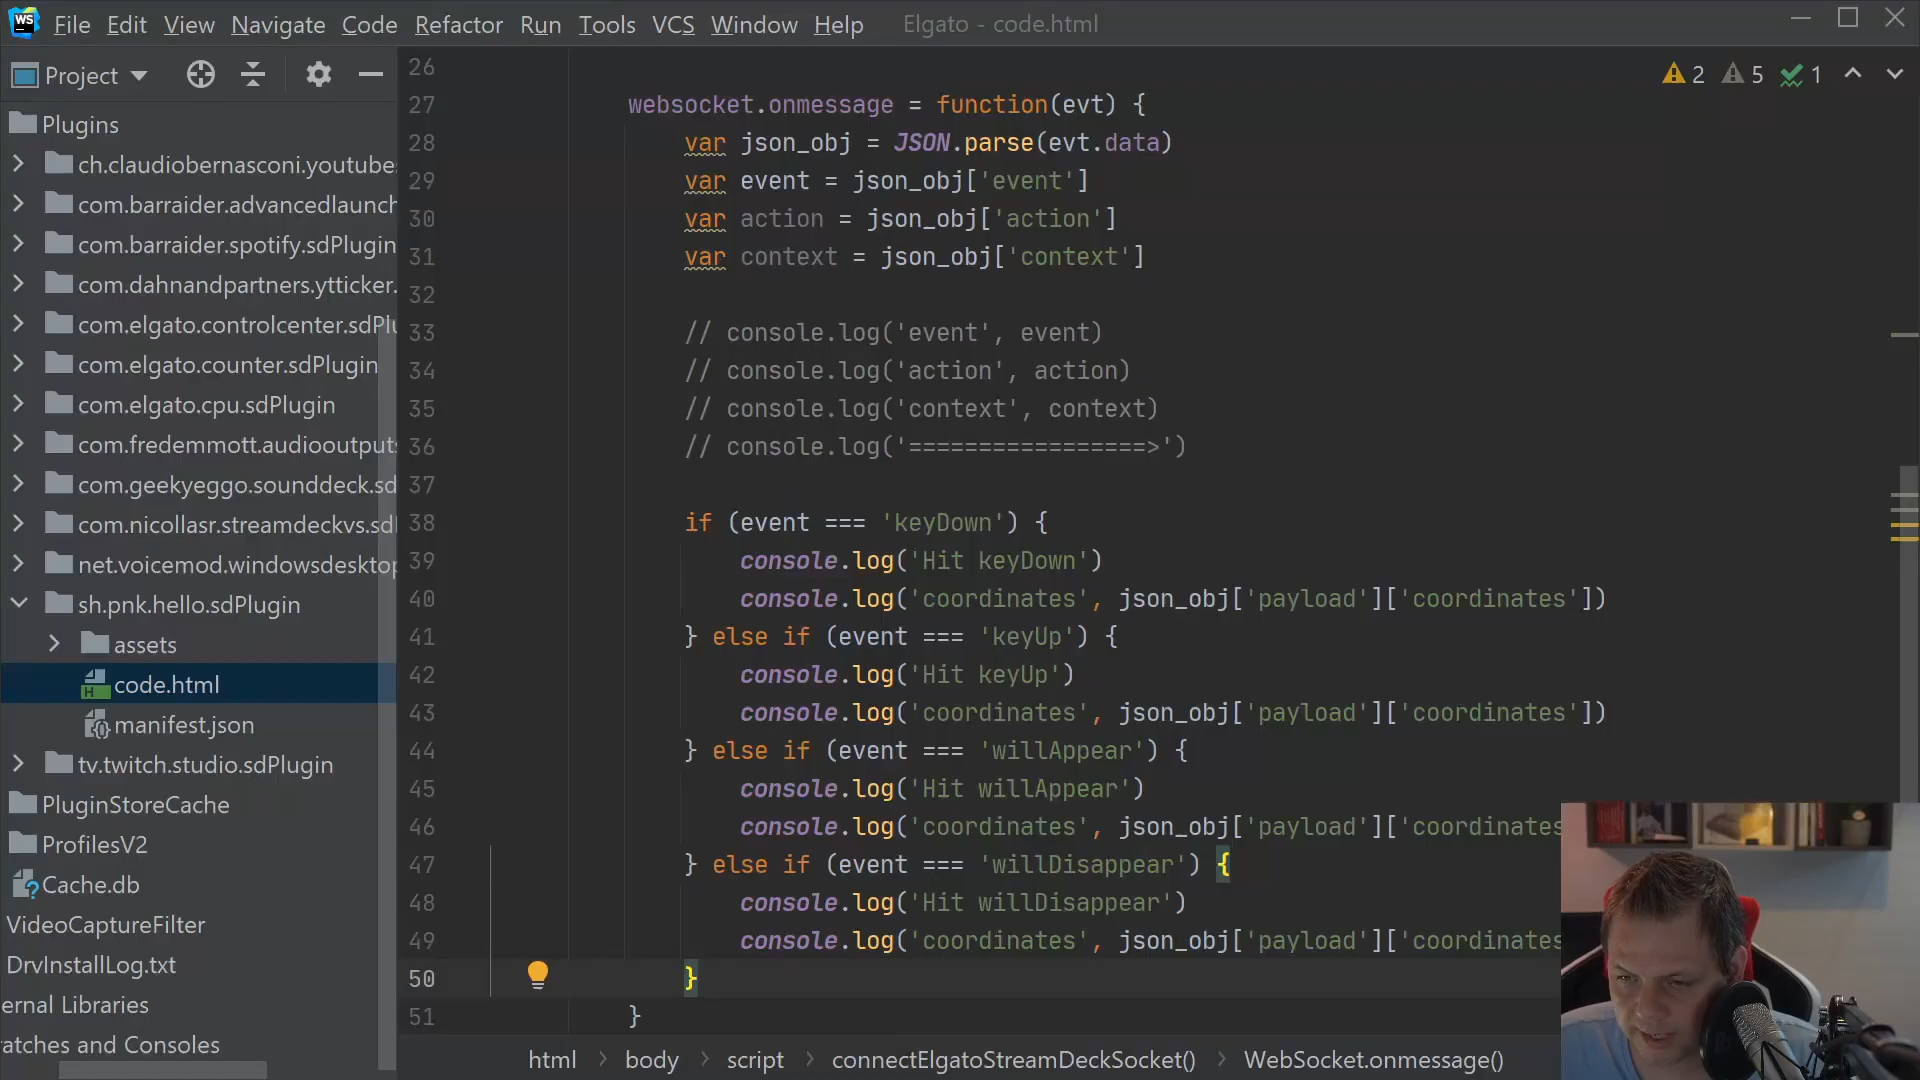 WS File Edit View Navigate Code Refactor Run Tools VCS Window Help Elgato - code.html
Project
2 5 1
Plugins
ch.claudiobernasconi.youtube
com.barraider.advancedlaunch
com.barraider.spotify.sdPlugin
com.dahnandpartners.ytticker.
com.elgato.controlcenter.sdPlu
com.elgato.counter.sdPlugin
com.elgato.cpu.sdPlugin
com.fredemmott.audiooutput
com.geekyeggo.sounddeck.sd
com.nicollasr.streamdeckvs.sd
net.voicemod.windowsdesktop
sh.pnk.hello.sdPlugin
assets
code.html
manifest.json
tv.twitch.studio.sdPlugin
PluginStoreCache
ProfilesV2
Cache.db
VideoCaptureFilter
DrvInstallLog.txt
ernal Libraries
atches and Consoles
26
27 websocket.onmessage = function(evt) {
28 var json_obj = JSON.parse(evt.data)
29 var event = json_obj['event']
30 var action = json_obj['action']
31 var context = json_obj['context']
32
33 // console.log('event', event)
34 // console.log('action', action)
35 // console.log('context', context)
36 // console.log('=================>')
37
38 if (event === 'keyDown') {
39 console.log('Hit keyDown')
40 console.log('coordinates', json_obj['payload']['coordinates'])
41 } else if (event === 'keyUp') {
42 console.log('Hit keyUp')
43 console.log('coordinates', json_obj['payload']['coordinates'])
44 } else if (event === 'willAppear') {
45 console.log('Hit willAppear')
46 console.log('coordinates', json_obj['payload']['coordinates
47 } else if (event === 'willDisappear') {
48 console.log('Hit willDisappear')
49 console.log('coordinates', json_obj['payload']['coordinates
50 }
51 }
html body script connectElgatoStreamDeckSocket() WebSocket.onmessage()